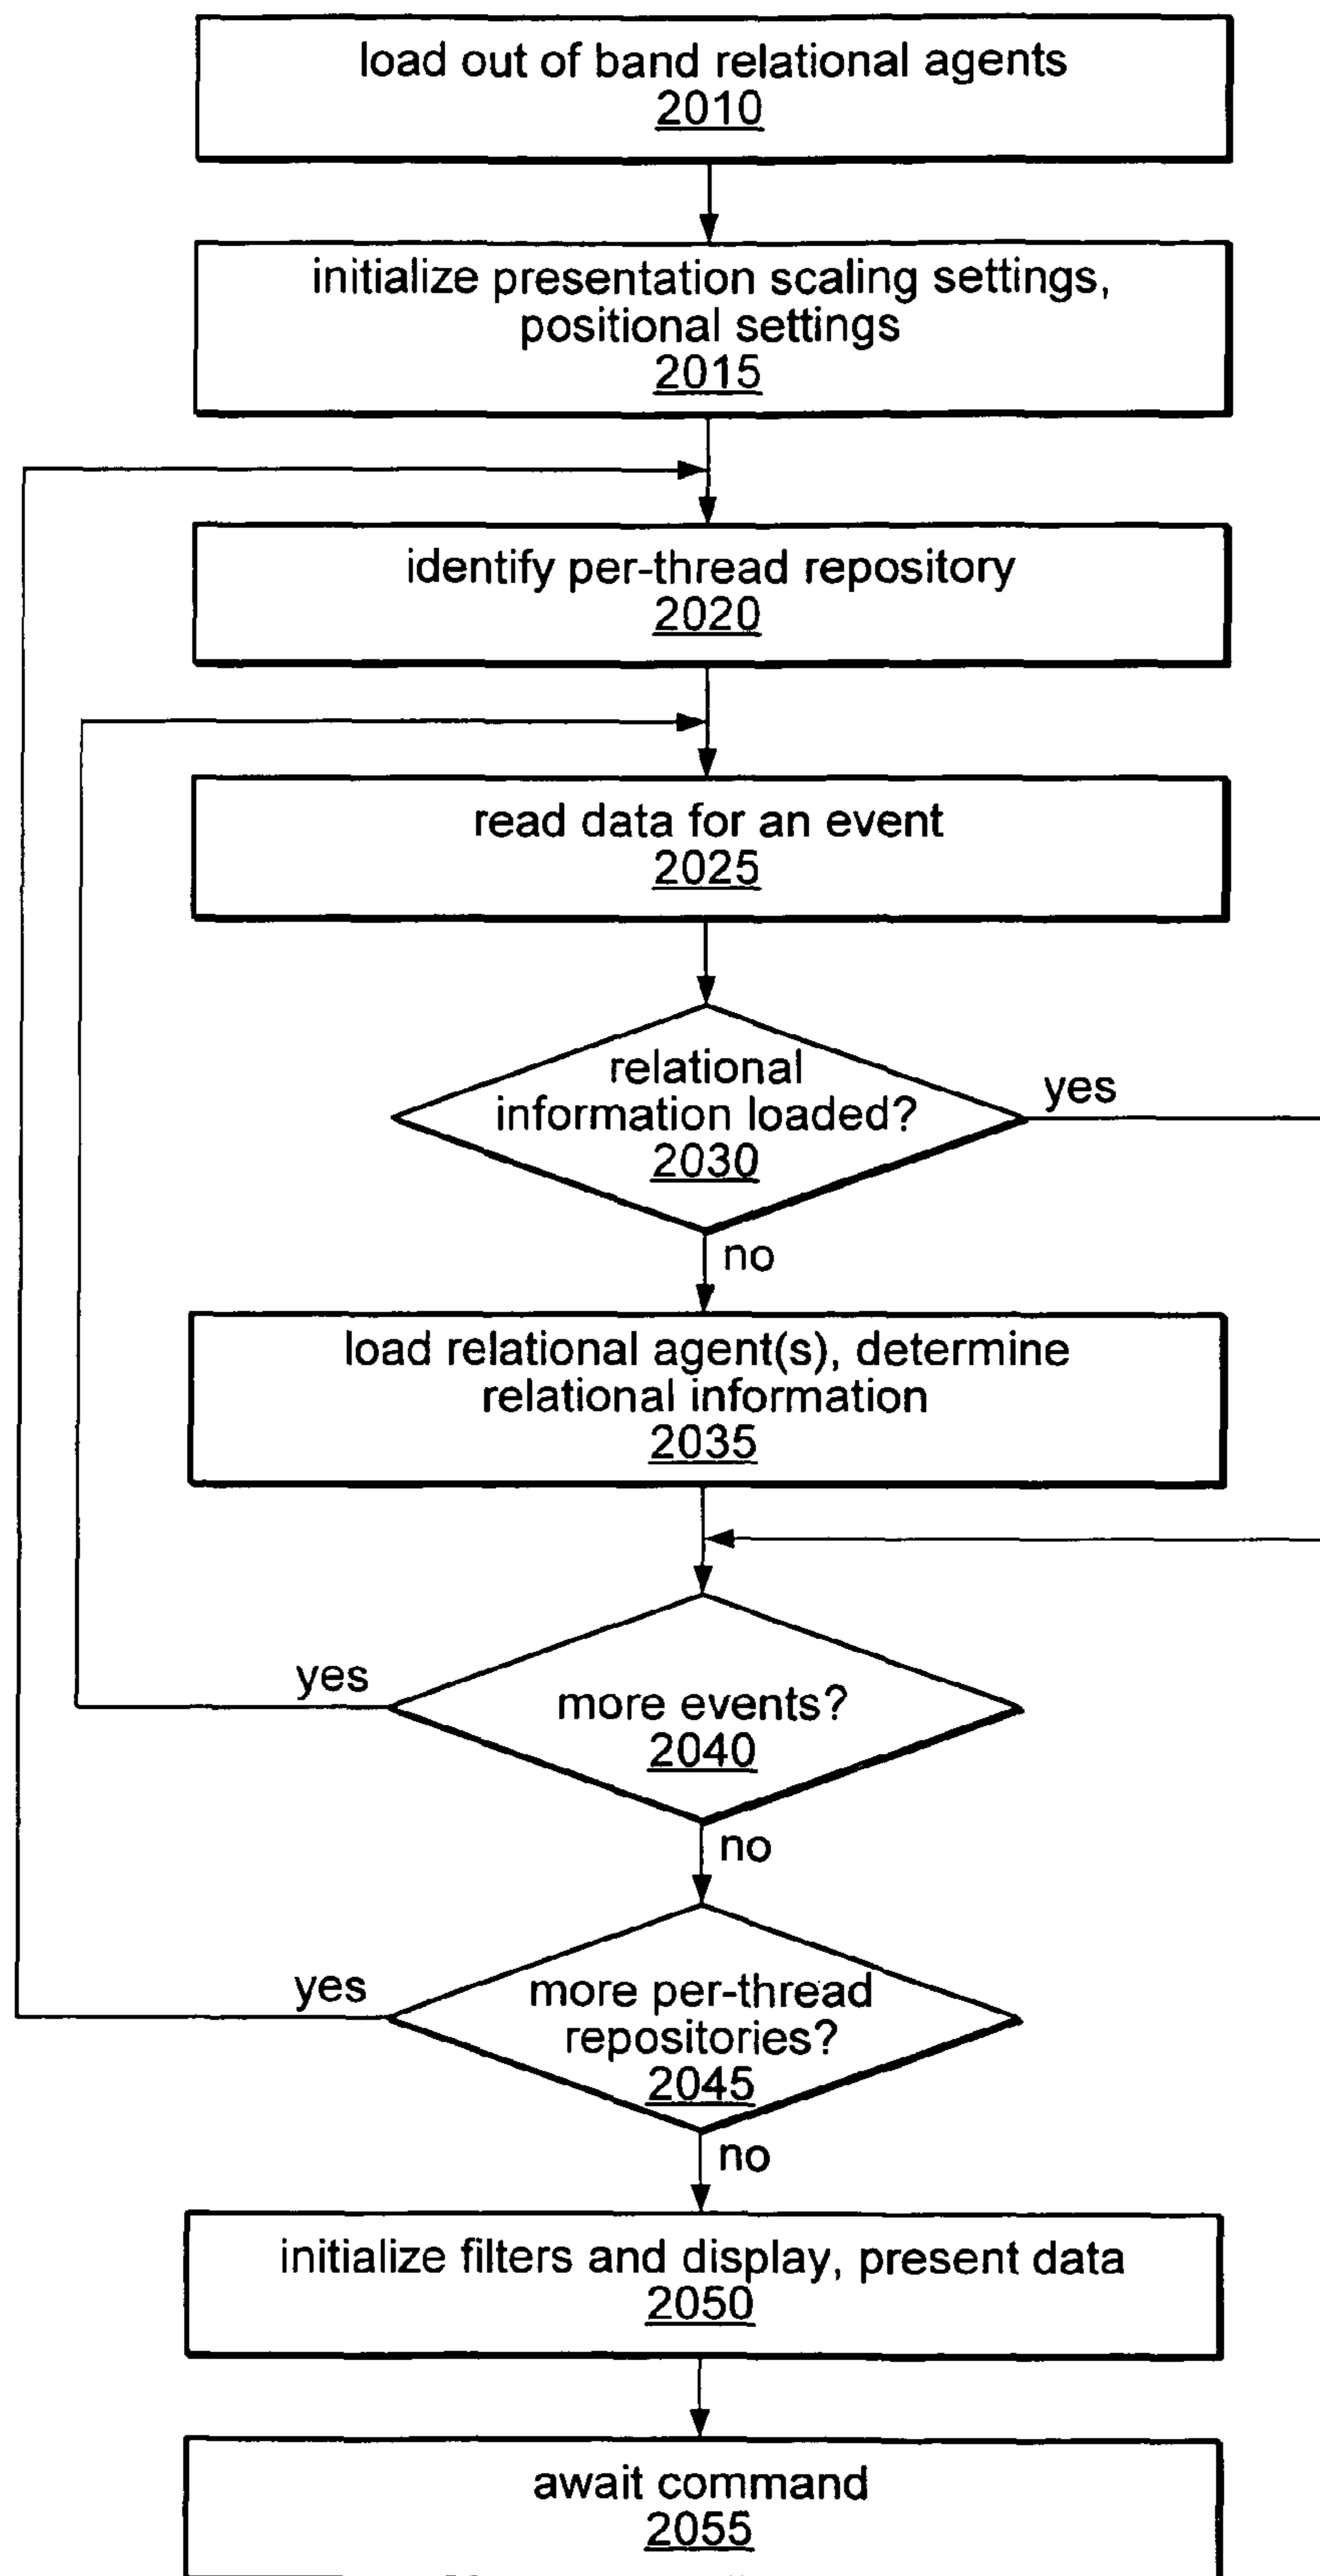 load out of band relational agents
2010
initialize presentation scaling settings,
positional settings
2015
identify per-thread repository
2020
read data for an event
2025
relational
information loaded?
2030
yes
no
load relational agent(s), determine
relational information
2035
yes
more events?
2040
no
yes
more per-thread
repositories?
2045
no
initialize filters and display, present data
2050
await command
2055